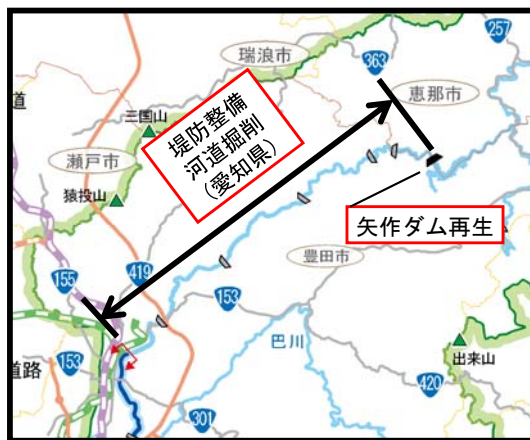 257
363
瑞浪市
恵那市
道
三国山
堤防整備
河道掘削
(愛知県)
瀬戸市
猿投山
矢作ダム再生
豊田市
155
419
153
巴川
出来山
153
道路
420
301